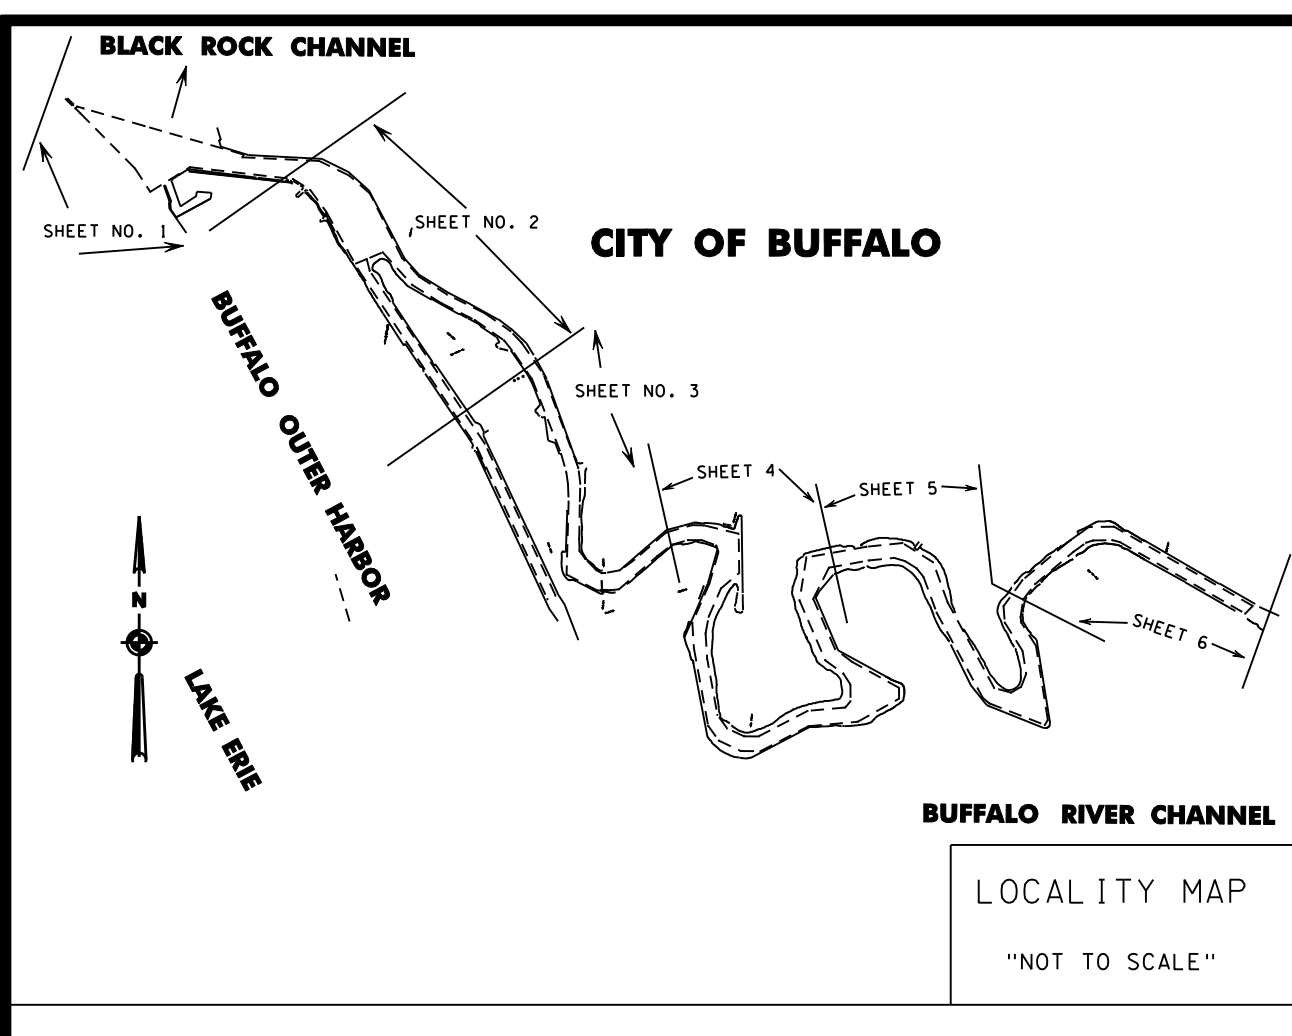 BLACK ROCK CHANNEL
SHEET NO. 1
SHEET NO. 2
CITY OF BUFFALO
BUFFALO OUTER HARBOR
SHEET NO. 3
SHEET 4
SHEET 5
N
SHEET 6
LAKE ERIE
BUFFALO RIVER CHANNEL
LOCALITY MAP
"NOT TO SCALE"